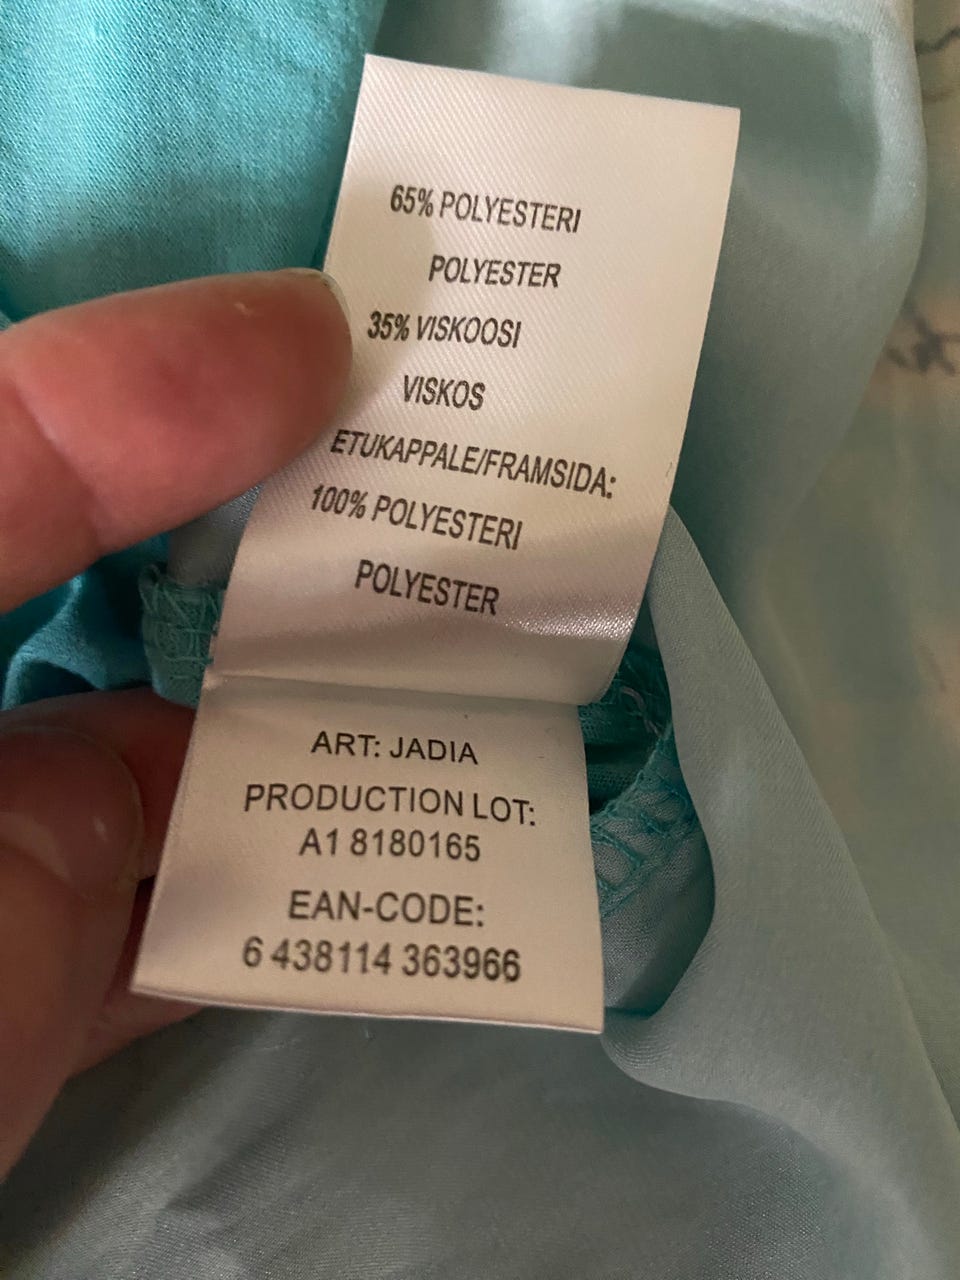 65% POLYESTERI
POLYESTER
35% VISKOOSI
VISKOS
ETUKAPPALE/FRAMSIDA:
100% POLYESTERI
POLYESTER
ART: JADIA
PRODUCTION LOT:
A1 8180165
EAN-CODE:
6 438114 363966